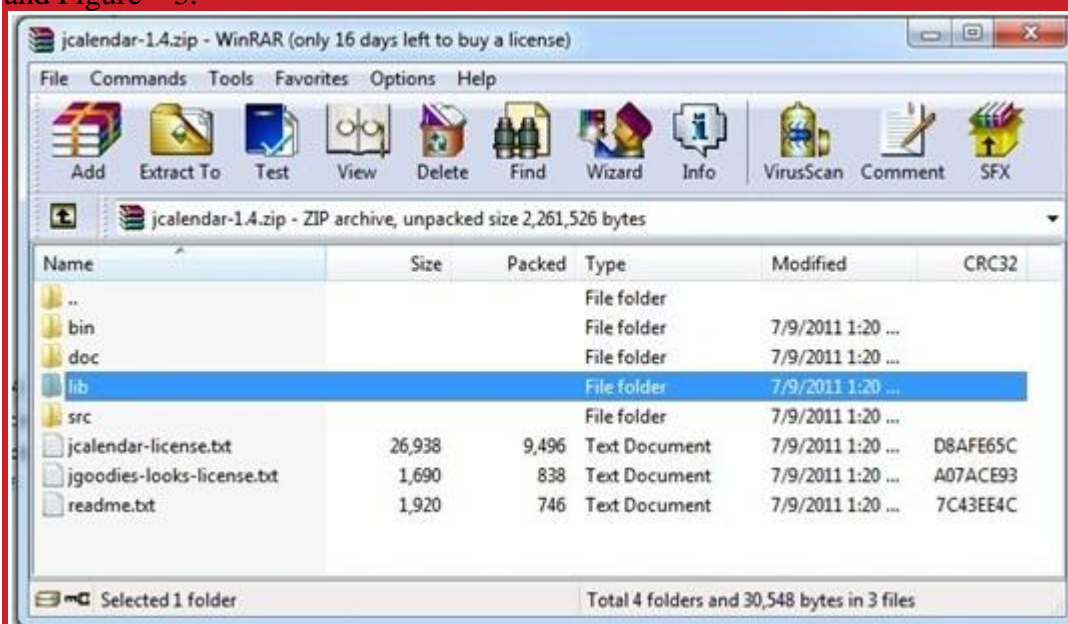 and Figure – 3.
jcalendar-1.4.zip - WinRAR (only 16 days left to buy a license)
File Commands Tools Favorites Options Help
Add Extract To Test View Delete Find Wizard Info VirusScan Comment SFX
jcalendar-1.4.zip - ZIP archive, unpacked size 2,261,526 bytes
Name Size Packed Type Modified CRC32
.. File folder
bin File folder 7/9/2011 1:20 ...
doc File folder 7/9/2011 1:20 ...
lib File folder 7/9/2011 1:20 ...
src File folder 7/9/2011 1:20 ...
jcalendar-license.txt 26,938 9,496 Text Document 7/9/2011 1:20 ... D8AFE65C
jgoodies-looks-license.txt 1,690 838 Text Document 7/9/2011 1:20 ... A07ACE93
readme.txt 1,920 746 Text Document 7/9/2011 1:20 ... 7C43EE4C
Selected 1 folder Total 4 folders and 30,548 bytes in 3 files